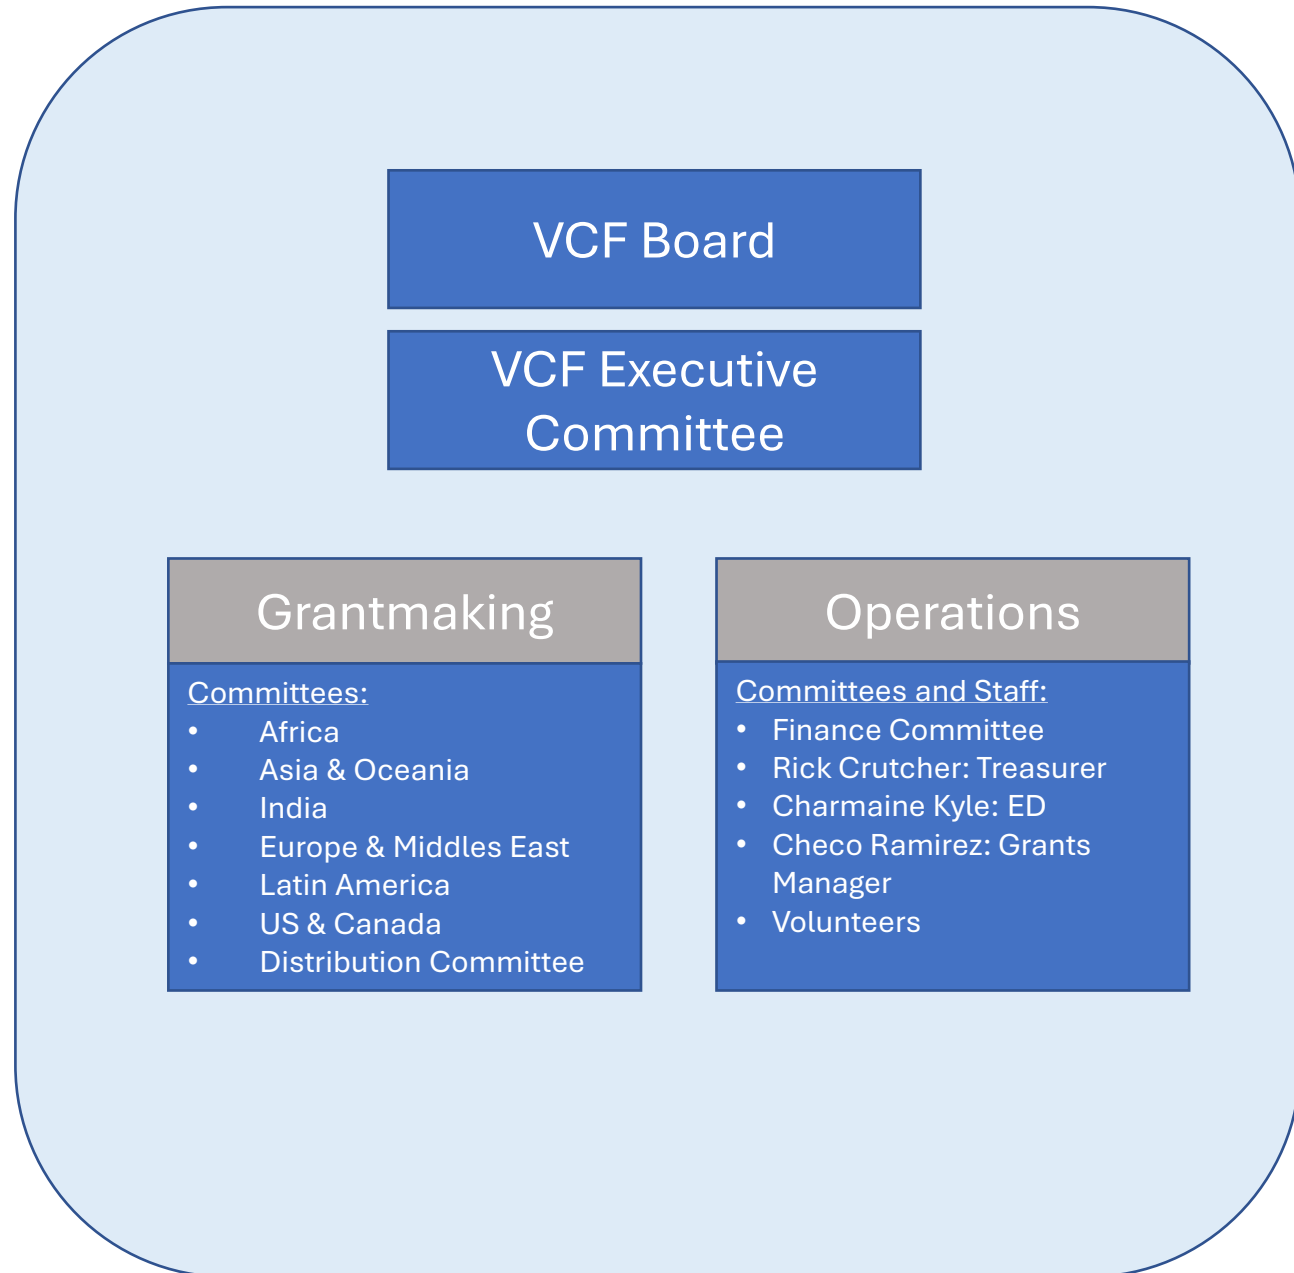 VCF Board
VCF Executive
Committee
Grantmaking
Committees:
• Africa
• Asia & Oceania
• India
• Europe & Middles East
• Latin America
• US & Canada
• Distribution Committee
Operations
Committees and Staff:
• Finance Committee
• Rick Crutcher: Treasurer
• Charmaine Kyle: ED
• Checo Ramirez: Grants
Manager
• Volunteers